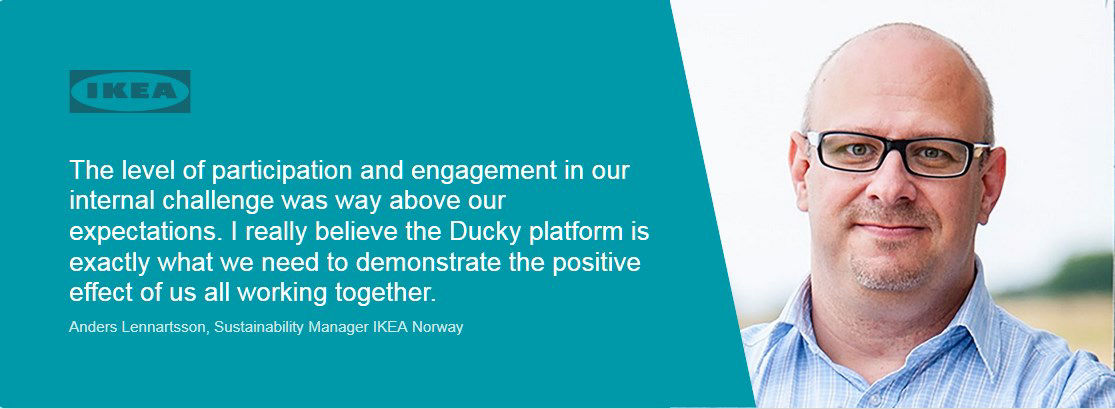 IKEA
The level of participation and engagement in our
internal challenge was way above our
expectations. I really believe the Ducky platform is
exactly what we need to demonstrate the positive
effect of us all working together.
Anders Lennartsson, Sustainability Manager IKEA Norway